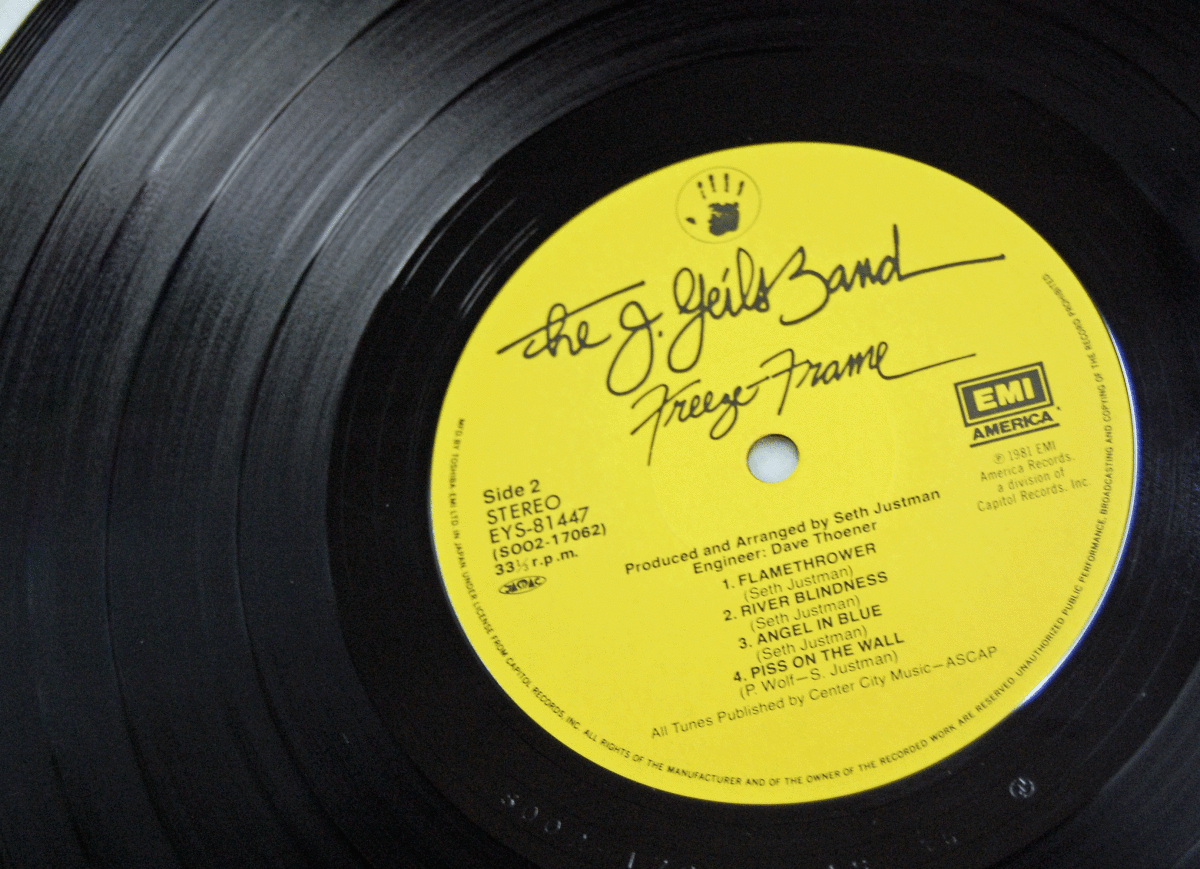 The J. Geils Band
Freeze-Frame
EMI
AMERICA
℗ 1981 EMI
America Records,
a division of
Capitol Records, Inc.
Side 2
STEREO
EYS-81447
(SOO2-17062)
33⅓ r.p.m.
Produced and Arranged by Seth Justman
Engineer: Dave Thoener
1. FLAMETHROWER
(Seth Justman)
2. RIVER BLINDNESS
(Seth Justman)
3. ANGEL IN BLUE
(Seth Justman)
4. PISS ON THE WALL
(P. Wolf—S. Justman)
All Tunes Published by Center City Music—ASCAP
MF'D BY TOSHIBA EMI LTD IN JAPAN UNDER LICENSE FROM CAPITOL RECORDS, INC. ALL RIGHTS OF THE MANUFACTURER AND OF THE OWNER OF THE RECORDED WORK ARE RESERVED. UNAUTHORIZED PUBLIC PERFORMANCE, BROADCASTING AND COPYING OF THE RECORD PROHIBITED